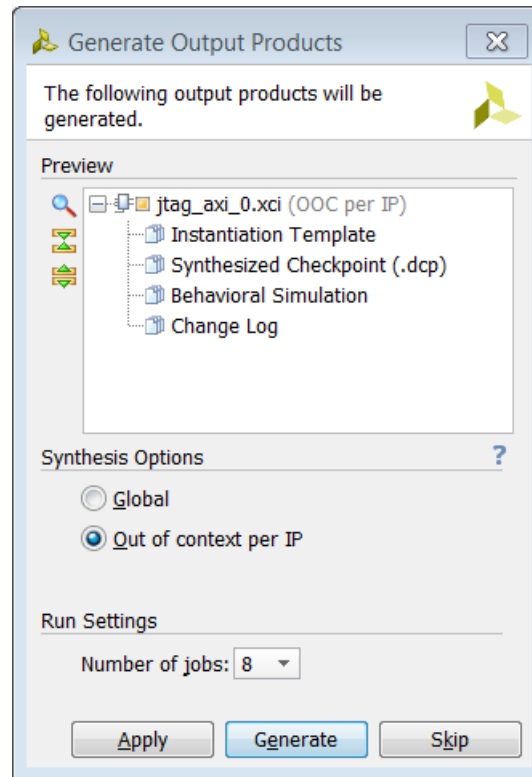 Generate Output Products
The following output products will be
generated.
Preview
jtag_axi_0.xci (OOC per IP)
Instantiation Template
Synthesized Checkpoint (.dcp)
Behavioral Simulation
Change Log
Synthesis Options ?
Global
Out of context per IP
Run Settings
Number of jobs: 8
Apply Generate Skip